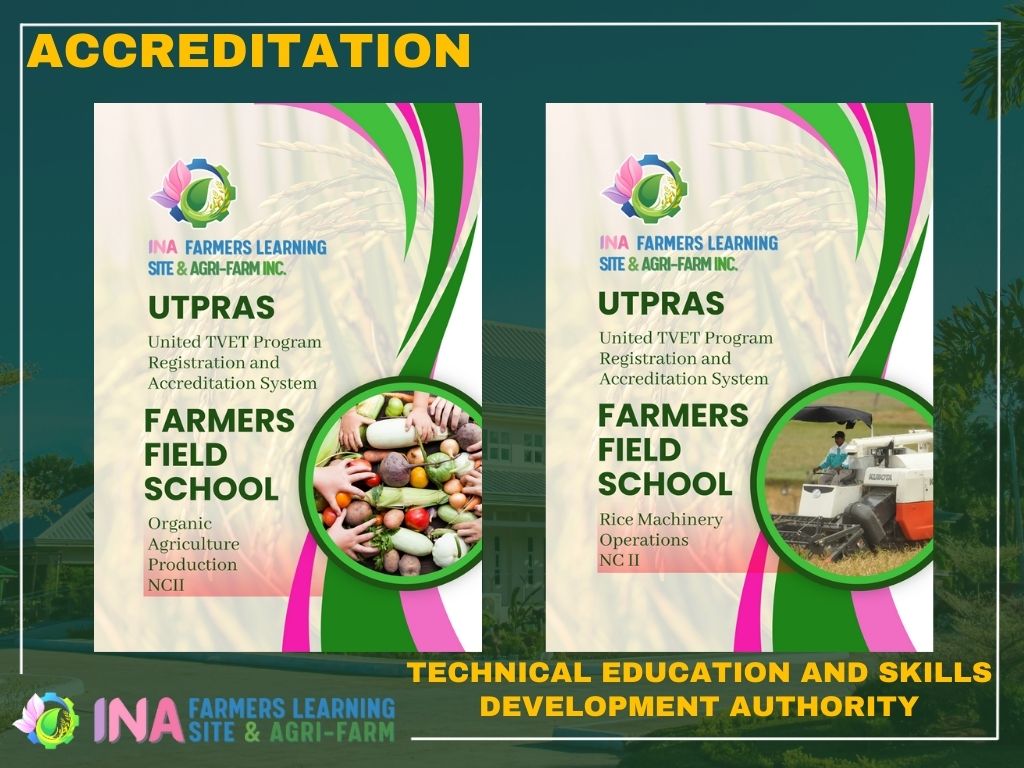 ACCREDITATION
INA FARMERS LEARNING
SITE & AGRI-FARM INC.
UTPRAS
United TVET Program
Registration and
Accreditation System
FARMERS
FIELD
SCHOOL
Organic
Agriculture
Production
NCII
INA FARMERS LEARNING
SITE & AGRI-FARM INC.
UTPRAS
United TVET Program
Registration and
Accreditation System
FARMERS
FIELD
SCHOOL
Rice Machinery
Operations
NC II
KUBOTA
TECHNICAL EDUCATION AND SKILLS
DEVELOPMENT AUTHORITY
INA FARMERS LEARNING
SITE & AGRI-FARM